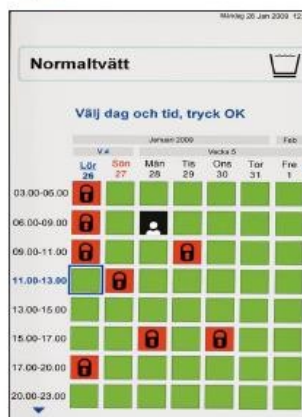 Måndag 26 Jan 2009 12
Normaltvätt
Välj dag och tid, tryck OK
Januari 2009 Feb
V.4 Vecka 5
Lör Sön Mån Tis Ons Tor Fre
26 27 28 29 30 31 1
03.00-06.00
06.00-09.00
09.00-11.00
11.00-13.00
13.00-15.00
15.00-17.00
17.00-20.00
20.00-23.00